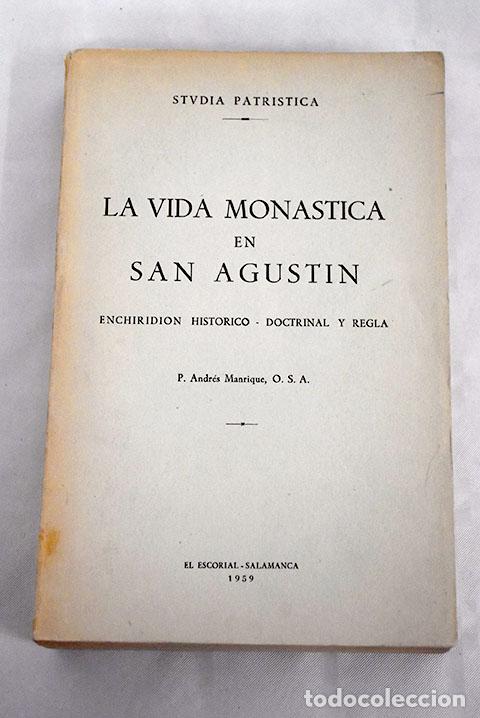 STVDIA PATRISTICA
LA VIDA MONASTICA
EN
SAN AGUSTIN
ENCHIRIDION HISTORICO - DOCTRINAL Y REGLA
P. Andrés Manrique, O. S. A.
EL ESCORIAL - SALAMANCA
1959
todocoleccion